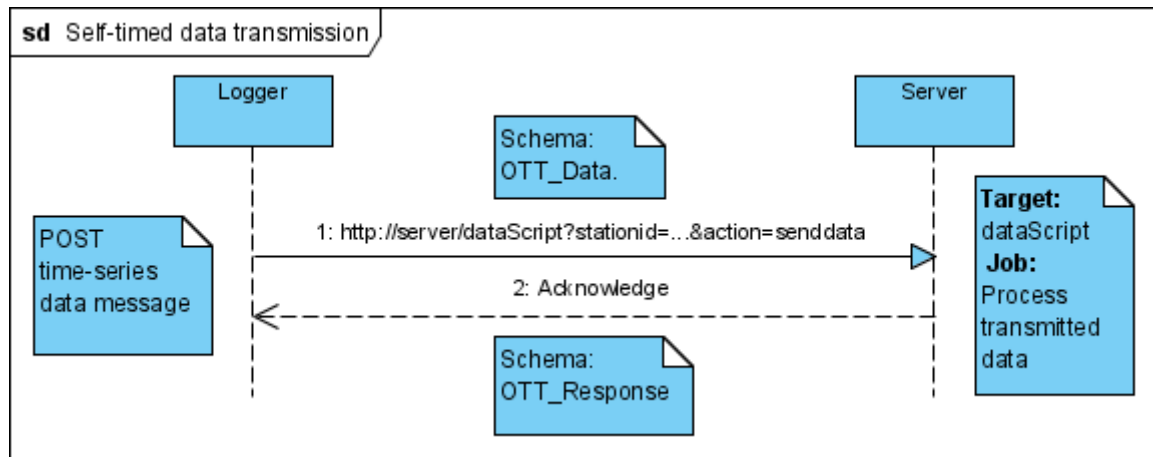 sd Self-timed data transmission
Logger
Server
Schema:
OTT_Data.
POST
time-series
data message
1: http://server/dataScript?stationid=...&action=senddata
2: Acknowledge
Target:
dataScript
Job:
Process
transmitted
data
Schema:
OTT_Response